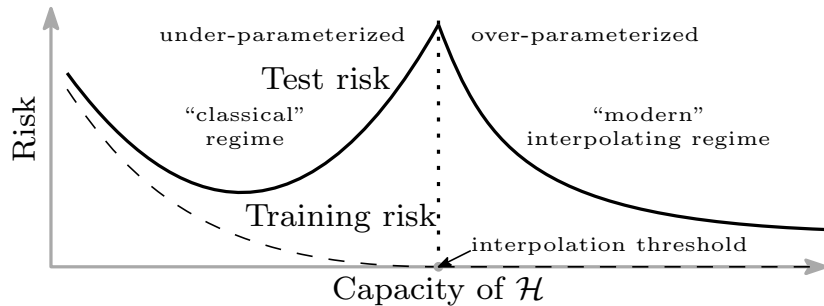 under-parameterized
over-parameterized
Test risk
“classical”
regime
“modern”
interpolating regime
Risk
Training risk
interpolation threshold
Capacity of ℋ